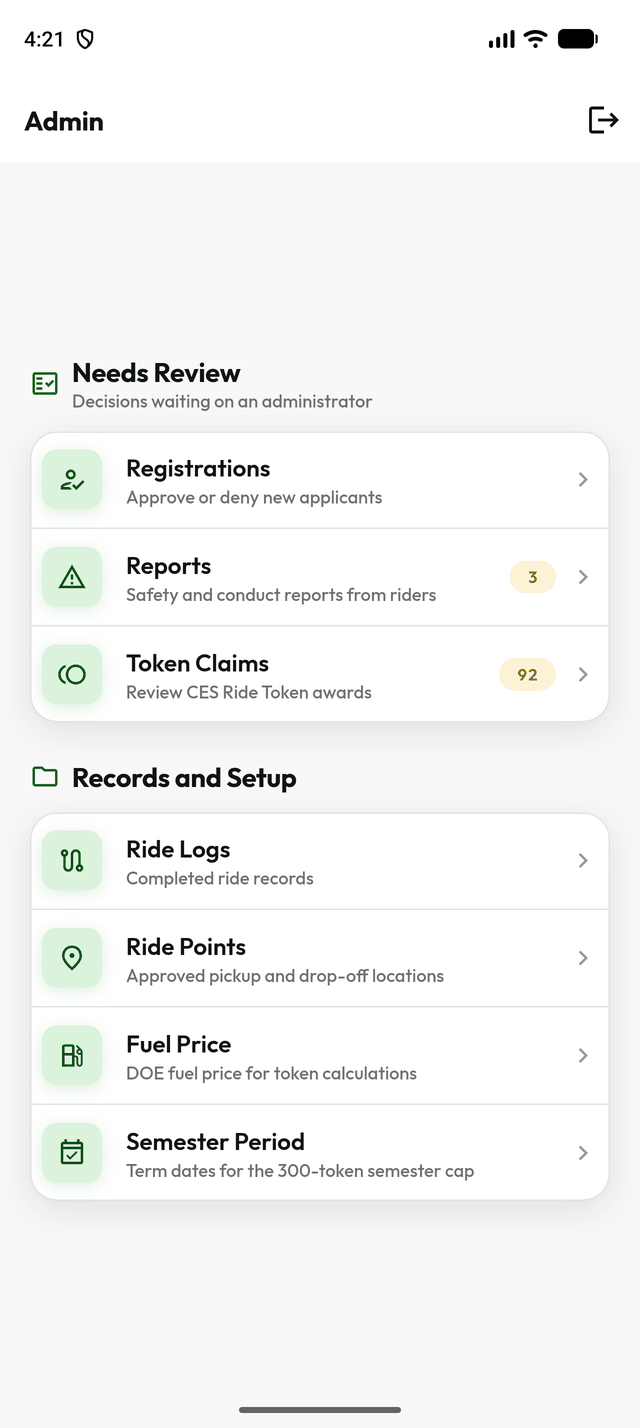 4:21
Admin
Needs Review
Decisions waiting on an administrator
Registrations
Approve or deny new applicants
Reports
Safety and conduct reports from riders
3
Token Claims
Review CES Ride Token awards
92
Records and Setup
Ride Logs
Completed ride records
Ride Points
Approved pickup and drop-off locations
Fuel Price
DOE fuel price for token calculations
Semester Period
Term dates for the 300-token semester cap